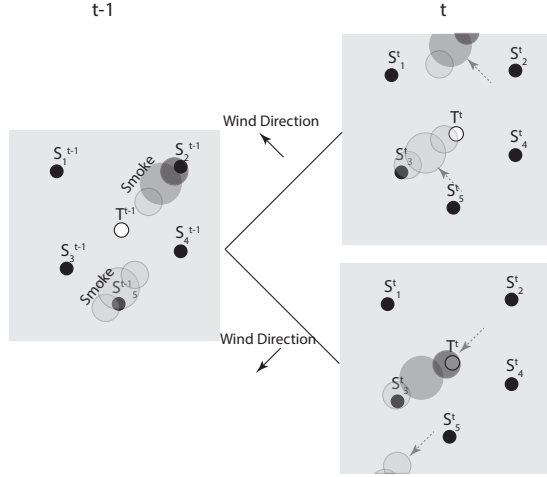 t-1
t
S₁ᵗ⁻¹
Smoke
S₂ᵗ⁻¹
Tᵗ⁻¹
S₃ᵗ⁻¹
S₄ᵗ⁻¹
Smoke
S₅ᵗ⁻¹
Wind Direction
Wind Direction
S₁ᵗ
S₂ᵗ
Tᵗ
S₃ᵗ
S₄ᵗ
S₅ᵗ
S₁ᵗ
S₂ᵗ
Tᵗ
S₃ᵗ
S₄ᵗ
S₅ᵗ